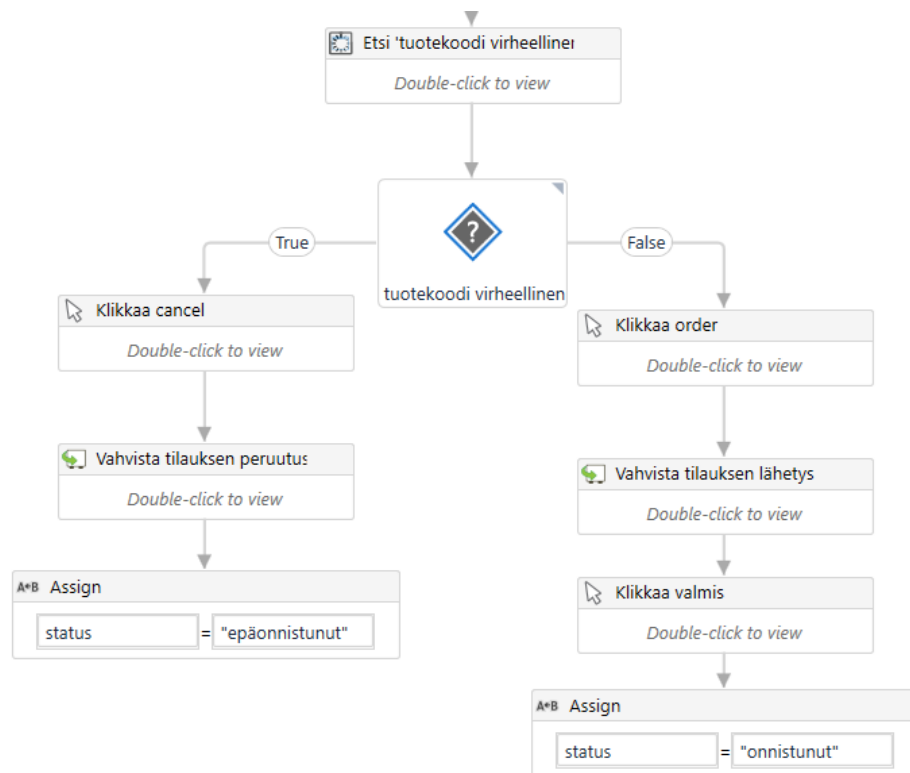 Etsi 'tuotekoodi virheellinen
Double-click to view
?
True
False
tuotekoodi virheellinen
Klikkaa cancel
Double-click to view
Vahvista tilauksen peruutus
Double-click to view
A*B Assign
status = "epäonnistunut"
Klikkaa order
Double-click to view
Vahvista tilauksen lähetys
Double-click to view
Klikkaa valmis
Double-click to view
A*B Assign
status = "onnistunut"